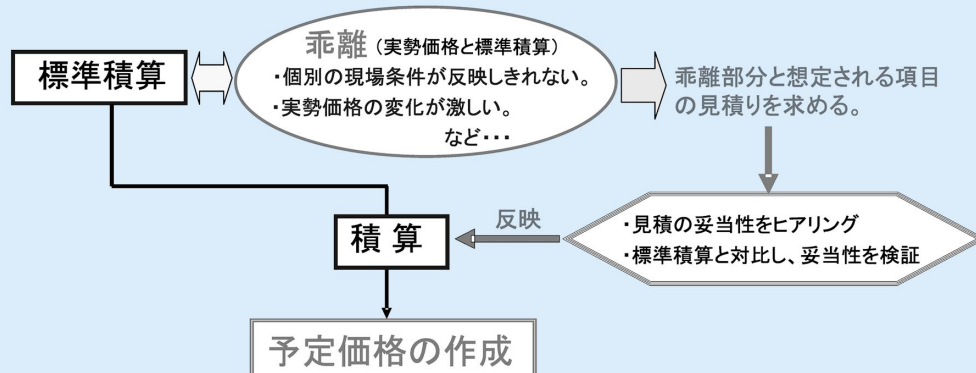 乖離 (実勢価格と標準積算)
標準積算
・個別の現場条件が反映しきれない。
・実勢価格の変化が激しい。
など・・・
乖離部分と想定される項目
の見積りを求める。
・見積の妥当性をヒアリング
・標準積算と対比し、妥当性を検証
反映
積 算
予定価格の作成